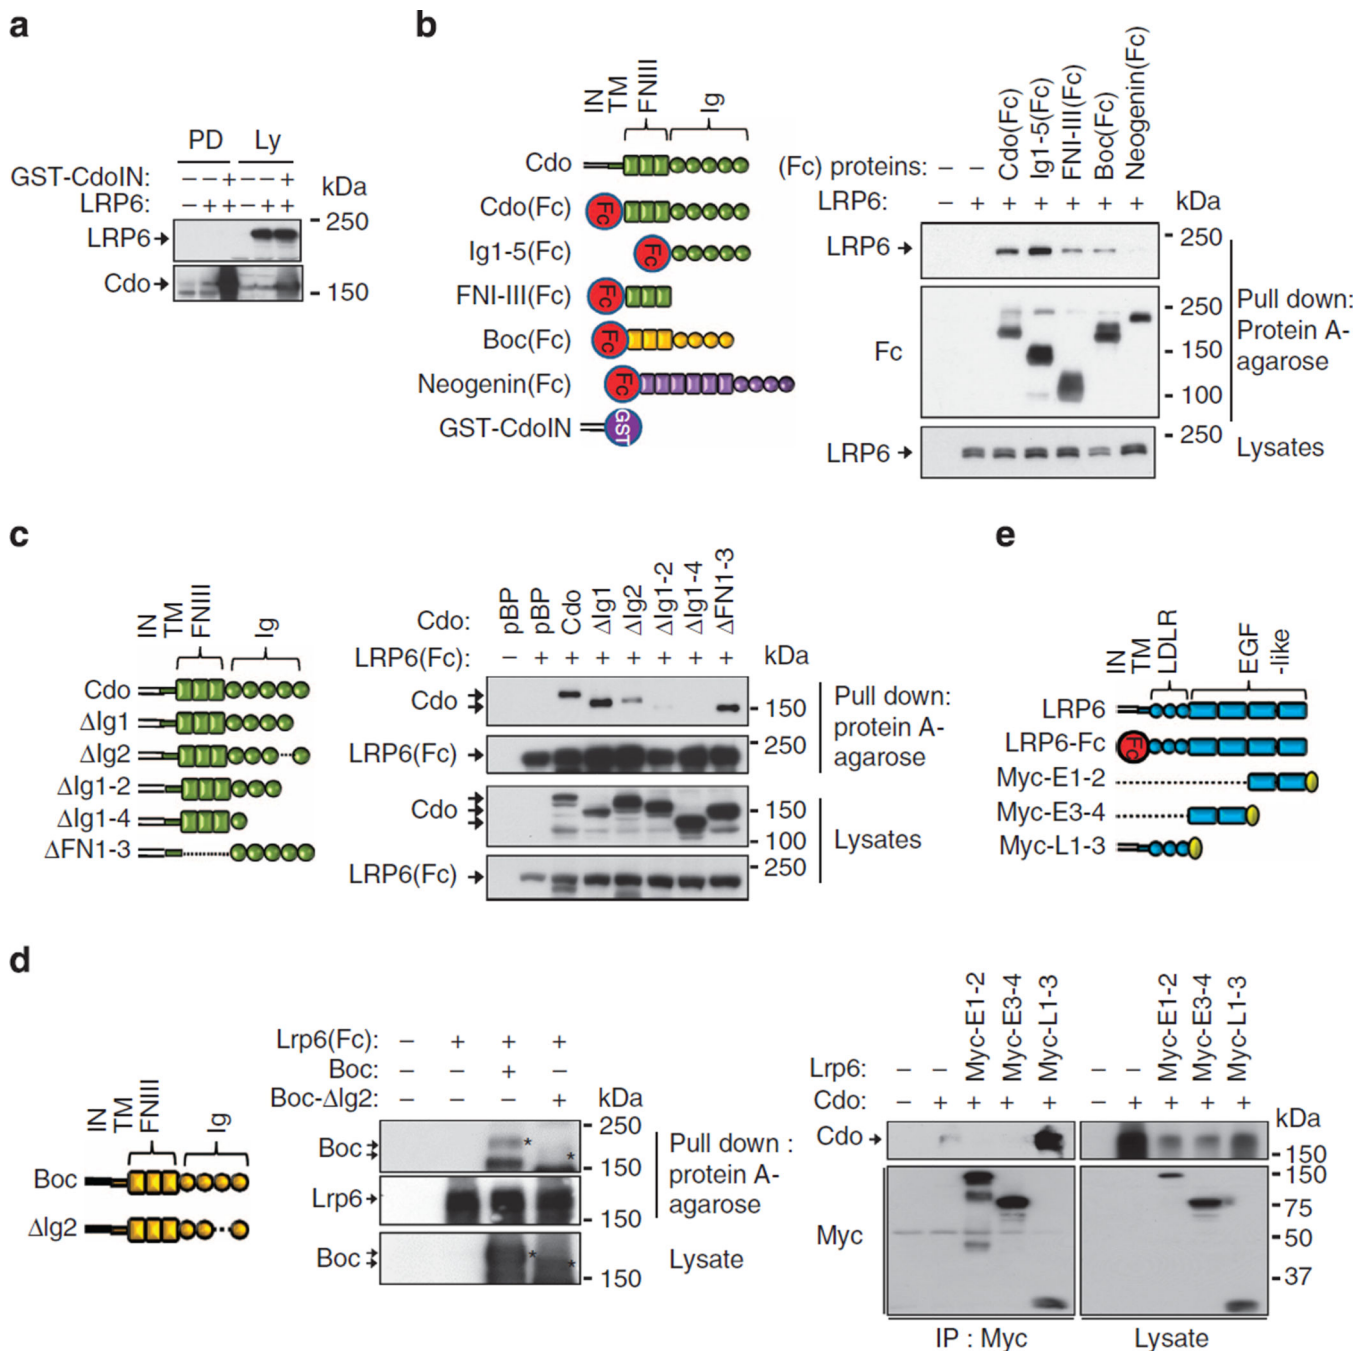 a
PD Ly
GST-CdoIN: – – + – – +
LRP6: – + + – + +
kDa
LRP6
250
Cdo
150
b
IN TM FNIII Ig
Cdo
Cdo(Fc)
Fc
Ig1-5(Fc)
Fc
FNI-III(Fc)
Fc
Boc(Fc)
Fc
Neogenin(Fc)
Fc
GST-CdoIN
GST
(Fc) proteins: – – Cdo(Fc) Ig1-5(Fc) FNI-III(Fc) Boc(Fc) Neogenin(Fc)
LRP6: – + + + + + +
kDa
LRP6
250
Fc
250
150
100
Pull down:
Protein A-
agarose
LRP6
250
Lysates
c
IN TM FNIII Ig
Cdo
ΔIg1
ΔIg2
ΔIg1-2
ΔIg1-4
ΔFN1-3
Cdo: pBP pBP Cdo ΔIg1 ΔIg2 ΔIg1-2 ΔIg1-4 ΔFN1-3
LRP6(Fc): – + + + + + + +
kDa
Cdo
150
LRP6(Fc)
250
Pull down:
protein A-
agarose
Cdo
150
100
LRP6(Fc)
250
Lysates
e
IN TM LDLR EGF
-like
LRP6
LRP6-Fc
Fc
Myc-E1-2
Myc-E3-4
Myc-L1-3
d
IN TM FNIII Ig
Boc
ΔIg2
Lrp6(Fc): – + + +
Boc: – – + –
Boc-ΔIg2: – – – +
kDa
Boc
*
*
250
150
Lrp6
150
Pull down :
protein A-
agarose
Boc
*
*
150
Lysate
Lrp6: – – Myc-E1-2 Myc-E3-4 Myc-L1-3 – – Myc-E1-2 Myc-E3-4 Myc-L1-3
Cdo: – + + + + – + + + +
kDa
Cdo
150
Myc
150
75
50
37
IP : Myc
Lysate